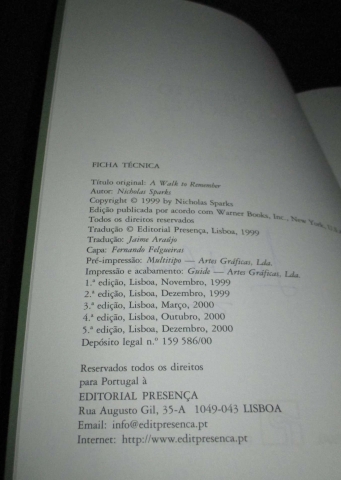 FICHA TÉCNICA
Título original: A Walk to Remember
Autor: Nicholas Sparks
Copyright © 1999 by Nicholas Sparks
Edição publicada por acordo com Warner Books, Inc., New York, U.S.A.
Todos os direitos reservados
Tradução © Editorial Presença, Lisboa, 1999
Tradução: Jaime Araújo
Capa: Fernando Felgueiras
Pré-impressão: Multitipo — Artes Gráficas, Lda.
Impressão e acabamento: Guide — Artes Gráficas, Lda.
1.ª edição, Lisboa, Novembro, 1999
2.ª edição, Lisboa, Dezembro, 1999
3.ª edição, Lisboa, Março, 2000
4.ª edição, Lisboa, Outubro, 2000
5.ª edição, Lisboa, Dezembro, 2000
Depósito legal n.º 159 586/00
Reservados todos os direitos
para Portugal à
EDITORIAL PRESENÇA
Rua Augusto Gil, 35-A 1049-043 LISBOA
Email: info@editpresenca.pt
Internet: http://www.editpresenca.pt